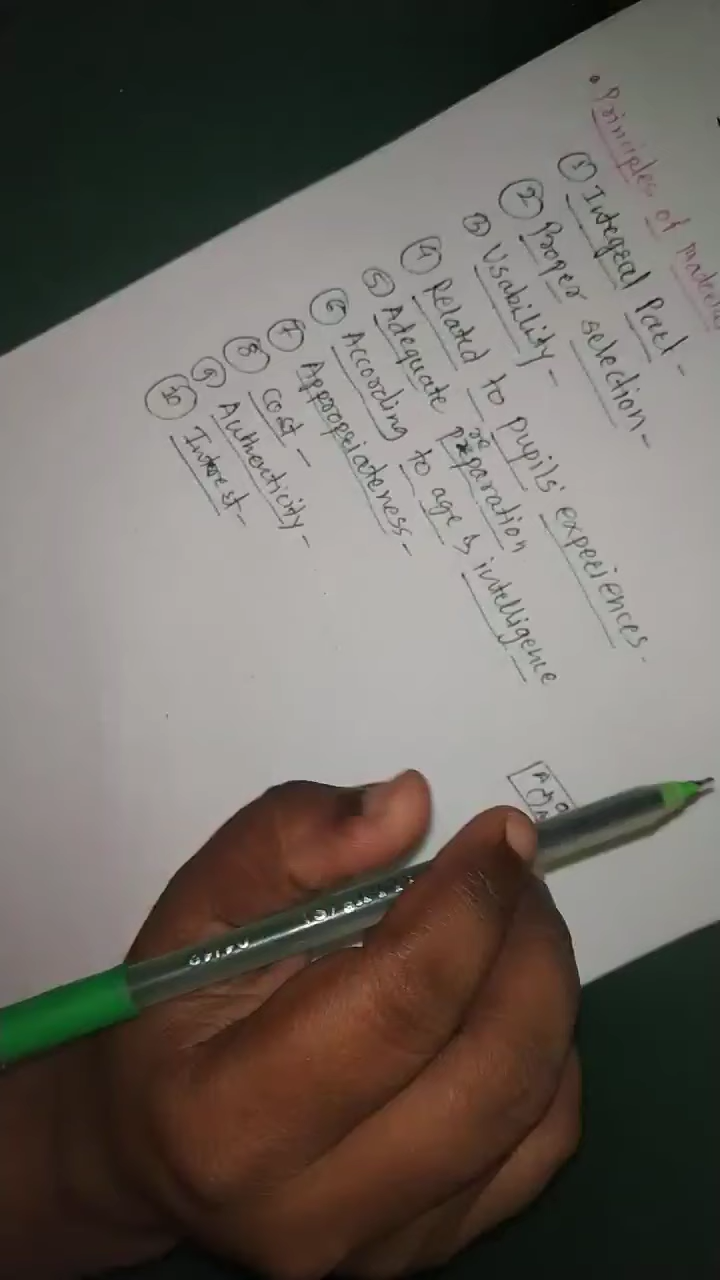 • Principles of
① Integral Part-
② Proper selection-
③ Usability-
④ Related to pupils' experiences.
⑤ Adequate preparation
⑥ According to age & intelligence
⑦ Appropriateness-
⑧ Cost-
⑨ Authenticity-
⑩ Interest-